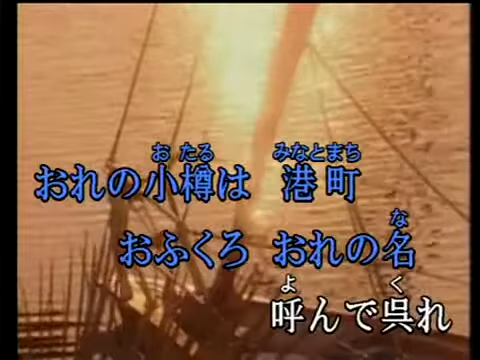 お たる みなとまち
おれの小樽は 港町
な
おふくろ おれの名
よ く
呼んで呉れ